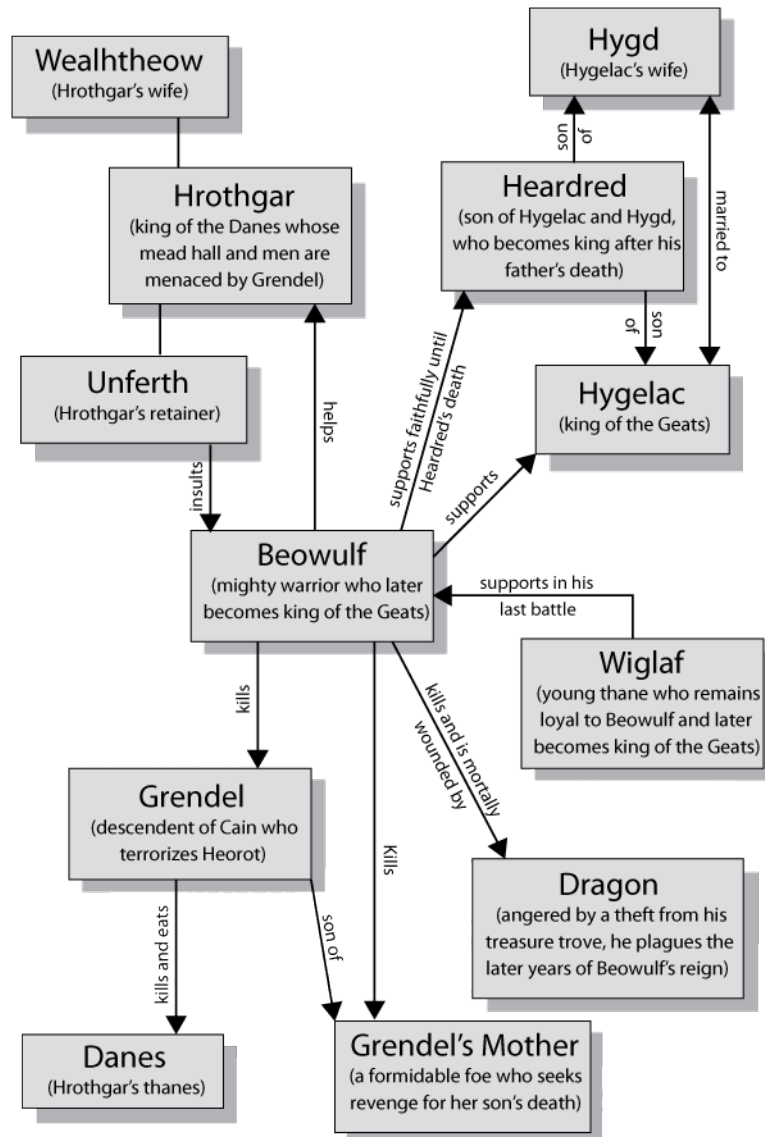 Wealhtheow
(Hrothgar's wife)
Hygd
(Hygelac's wife)
son of
married to
Hrothgar
(king of the Danes whose
mead hall and men are
menaced by Grendel)
Heardred
(son of Hygelac and Hygd,
who becomes king after his
father's death)
son of
Unferth
(Hrothgar's retainer)
Hygelac
(king of the Geats)
insults
helps
supports faithfully until
Heardred's death
supports
Beowulf
(mighty warrior who later
becomes king of the Geats)
supports in his
last battle
Wiglaf
(young thane who remains
loyal to Beowulf and later
becomes king of the Geats)
kills
Kills
kills and is mortally
wounded by
Grendel
(descendent of Cain who
terrorizes Heorot)
Dragon
(angered by a theft from his
treasure trove, he plagues the
later years of Beowulf's reign)
kills and eats
son of
Danes
(Hrothgar's thanes)
Grendel's Mother
(a formidable foe who seeks
revenge for her son's death)